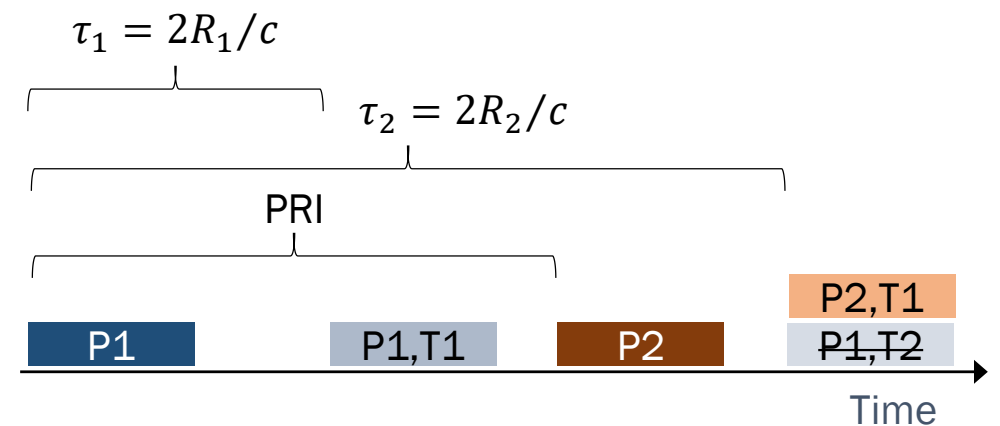 τ₁ = 2R₁/c
τ₂ = 2R₂/c
PRI
P2,T1
P1 P1,T1 P2 P1,T2
Time